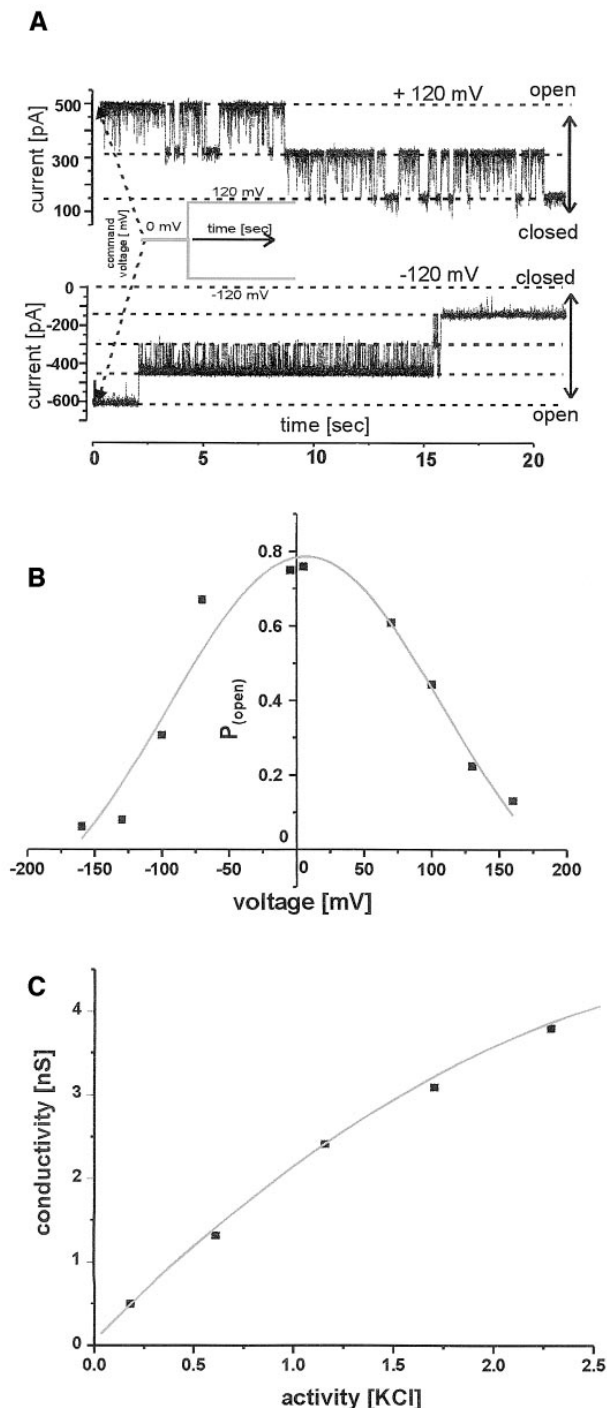 A
+ 120 mV
open
500
300
100
current [pA]
120 mV
command
voltage [ mV]
0 mV
time [sec]
closed
-120 mV
closed
-120 mV
0
-200
-400
-600
current [pA]
open
time [sec]
0
5
10
15
20
B
0.8
0.6
0.4
0.2
0
P(open)
-200
-150
-100
-50
0
50
100
150
200
voltage [mV]
C
4
3
2
1
0
conductivity [nS]
0.0
0.5
1.0
1.5
2.0
2.5
activity [KCl]